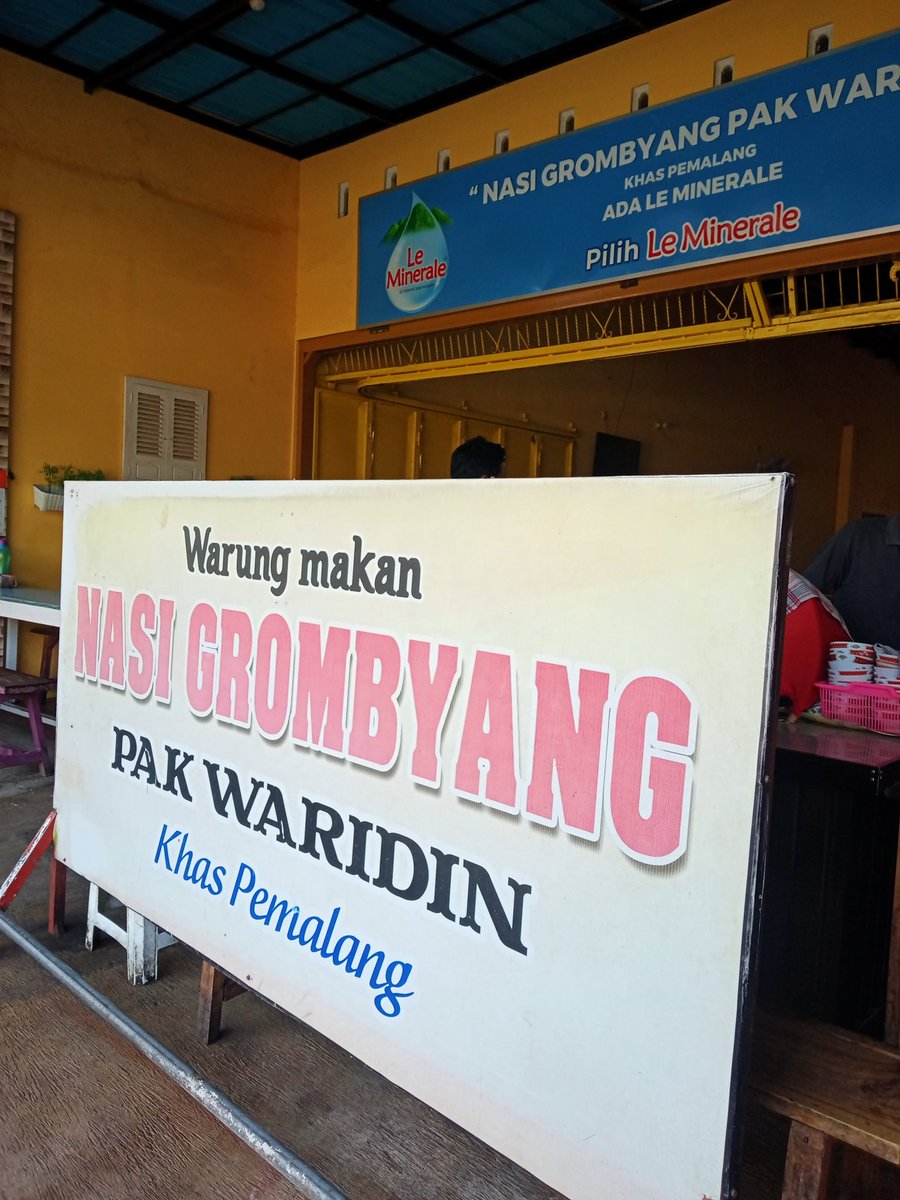 " NASI GROMBYANG PAK WAR
KHAS PEMALANG
ADA LE MINERALE
Pilih Le Minerale
Le
Minerale
Warung makan
NASI GROMBYANG
PAK WARIDIN
Khas Pemalang